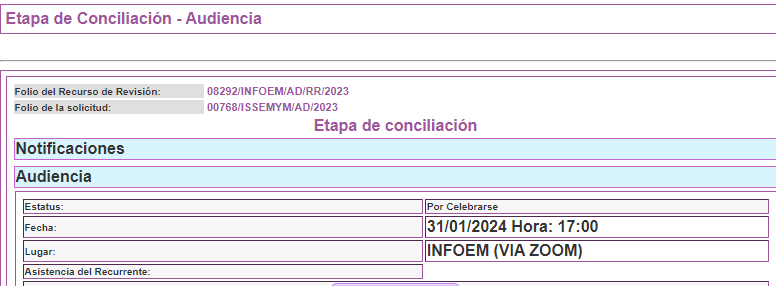 Etapa de Conciliación - Audiencia
Folio del Recurso de Revisión: 08292/INFOEM/AD/RR/2023
Folio de la solicitud: 00768/ISSEMYM/AD/2023
Etapa de conciliación
Notificaciones
Audiencia
Estatus: Por Celebrarse
Fecha: 31/01/2024 Hora: 17:00
Lugar: INFOEM (VIA ZOOM)
Asistencia del Recurrente: